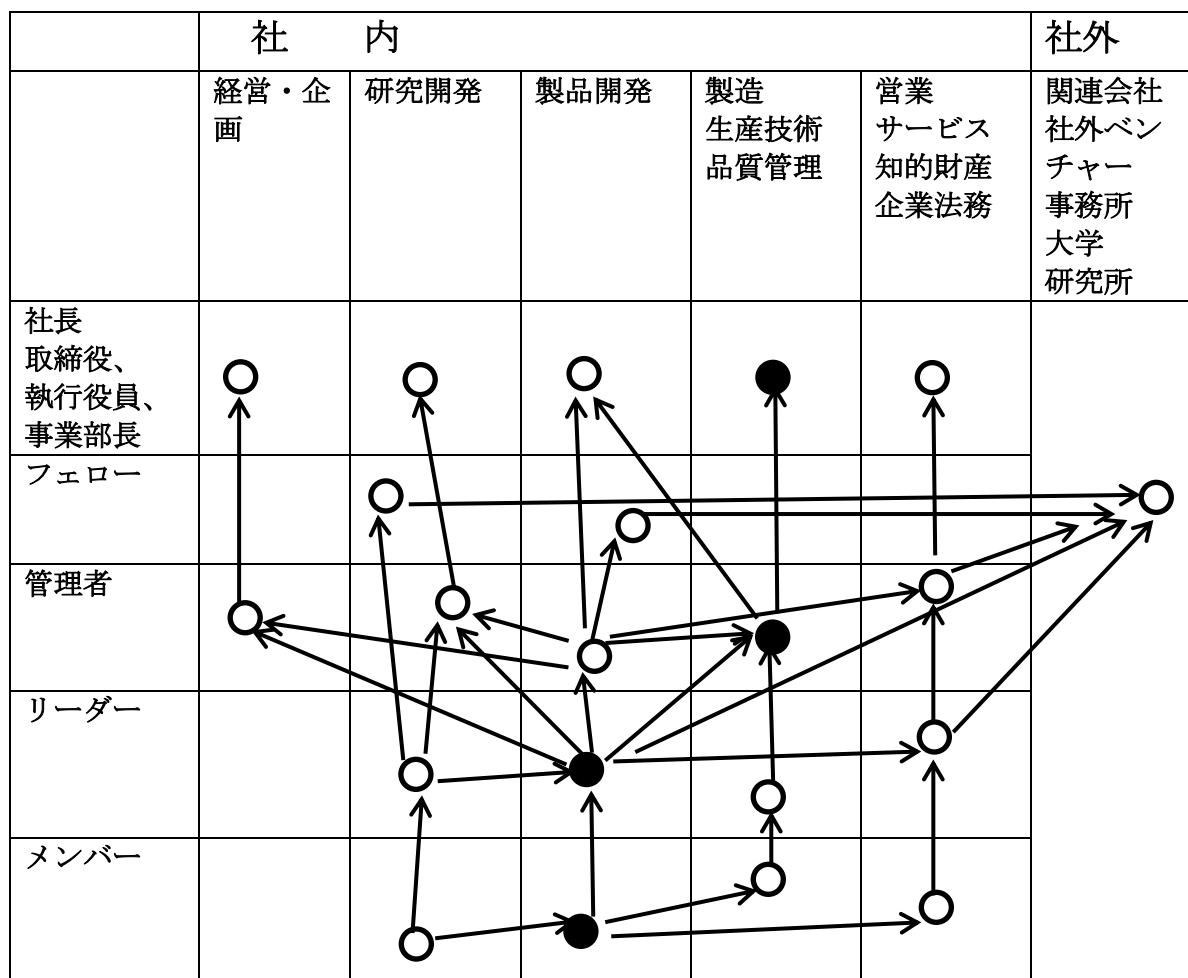 社　　内
社外
経営・企
画
研究開発
製品開発
製造
生産技術
品質管理
営業
サービス
知的財産
企業法務
関連会社
社外ベン
チャー
事務所
大学
研究所
社長
取締役、
執行役員、
事業部長
フェロー
管理者
リーダー
メンバー